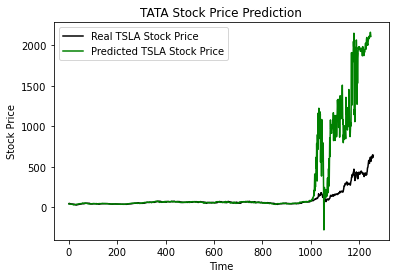 TATA Stock Price Prediction
Real TSLA Stock Price
Predicted TSLA Stock Price
Stock Price
2000
1500
1000
500
0
0 200 400 600 800 1000 1200
Time